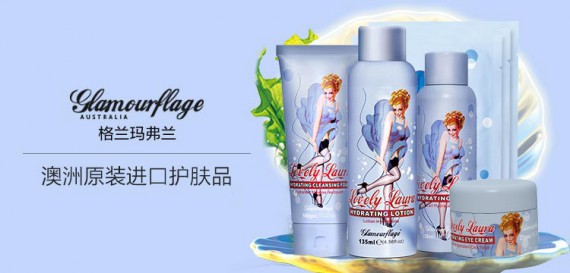 Glamourflage
AUSTRALIA
格兰玛弗兰
澳洲原装进口护肤品
Lovely Laura
HYDRATING CLEANSING FOAM
Lovely Laura
HYDRATING LOTION
Glamourflage
135ml
Lovely Laura
HYDRATING EYE CREAM